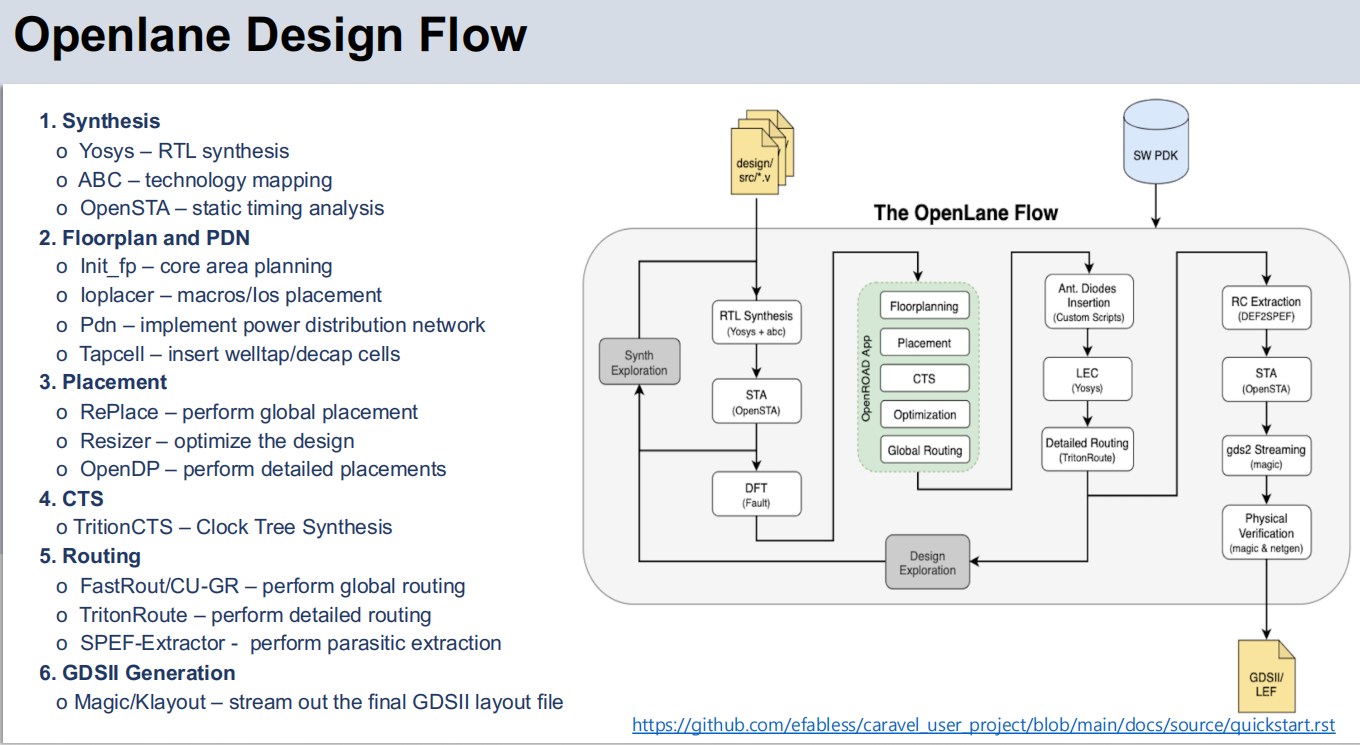 Openlane Design Flow
1. Synthesis
o Yosys – RTL synthesis
o ABC – technology mapping
o OpenSTA – static timing analysis
2. Floorplan and PDN
o Init_fp – core area planning
o Ioplacer – macros/Ios placement
o Pdn – implement power distribution network
o Tapcell – insert welltap/decap cells
3. Placement
o RePlace – perform global placement
o Resizer – optimize the design
o OpenDP – perform detailed placements
4. CTS
o TritionCTS – Clock Tree Synthesis
5. Routing
o FastRout/CU-GR – perform global routing
o TritonRoute – perform detailed routing
o SPEF-Extractor - perform parasitic extraction
6. GDSII Generation
o Magic/Klayout – stream out the final GDSII layout file
design/
src/*.v
SW PDK
The OpenLane Flow
Synth
Exploration
RTL Synthesis
(Yosys + abc)
STA
(OpenSTA)
DFT
(Fault)
OpenROAD App
Floorplanning
Placement
CTS
Optimization
Global Routing
Design
Exploration
Ant. Diodes
Insertion
(Custom Scripts)
LEC
(Yosys)
Detailed Routing
(TritonRoute)
RC Extraction
(DEF2SPEF)
STA
(OpenSTA)
gds2 Streaming
(magic)
Physical
Verification
(magic & netgen)
GDSII/
LEF
https://github.com/efabless/caravel_user_project/blob/main/docs/source/quickstart.rst